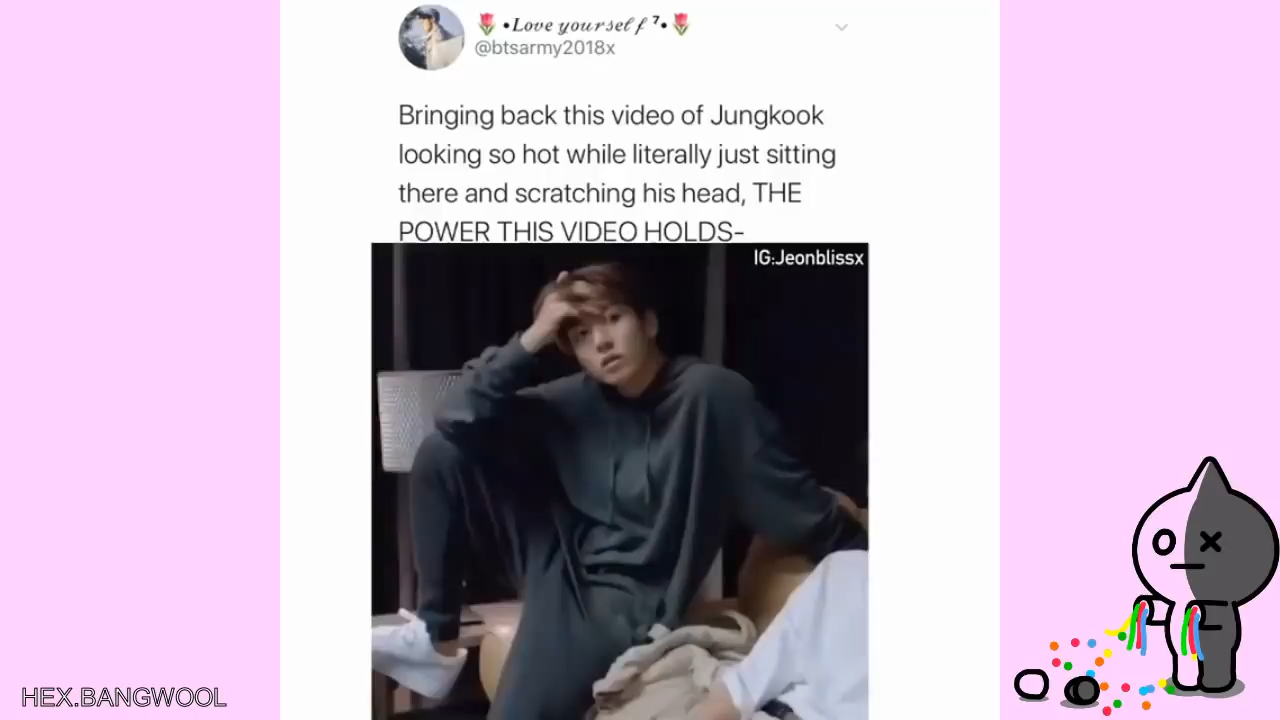 🌷•𝐿𝑜𝓋𝑒 𝓎𝑜𝓊𝓇𝓈𝑒𝓁𝒻 ⁷•🌷
@btsarmy2018x
Bringing back this video of Jungkook
looking so hot while literally just sitting
there and scratching his head, THE
POWER THIS VIDEO HOLDS-
IG:Jeonblissx
HEX.BANGWOOL